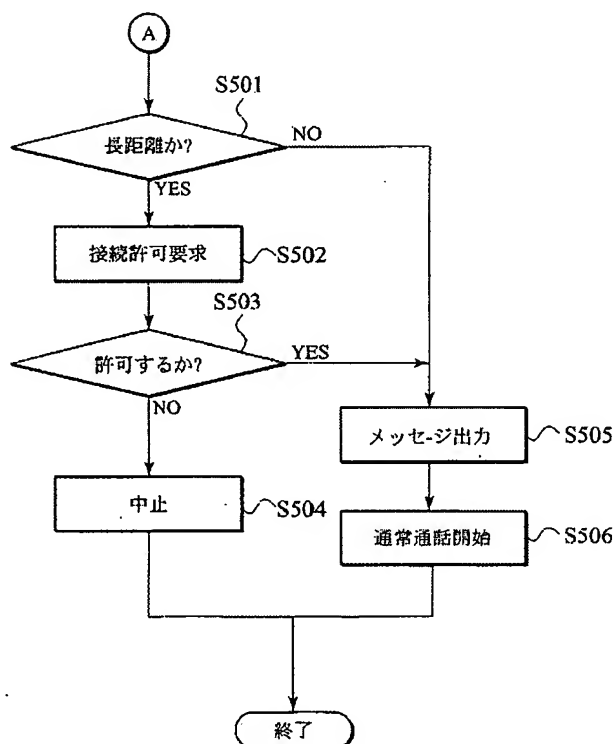 A
S501
長距離か?
NO
YES
接続許可要求
S502
S503
許可するか?
YES
NO
メッセージ出力
S505
中止
S504
通常通話開始
S506
終了